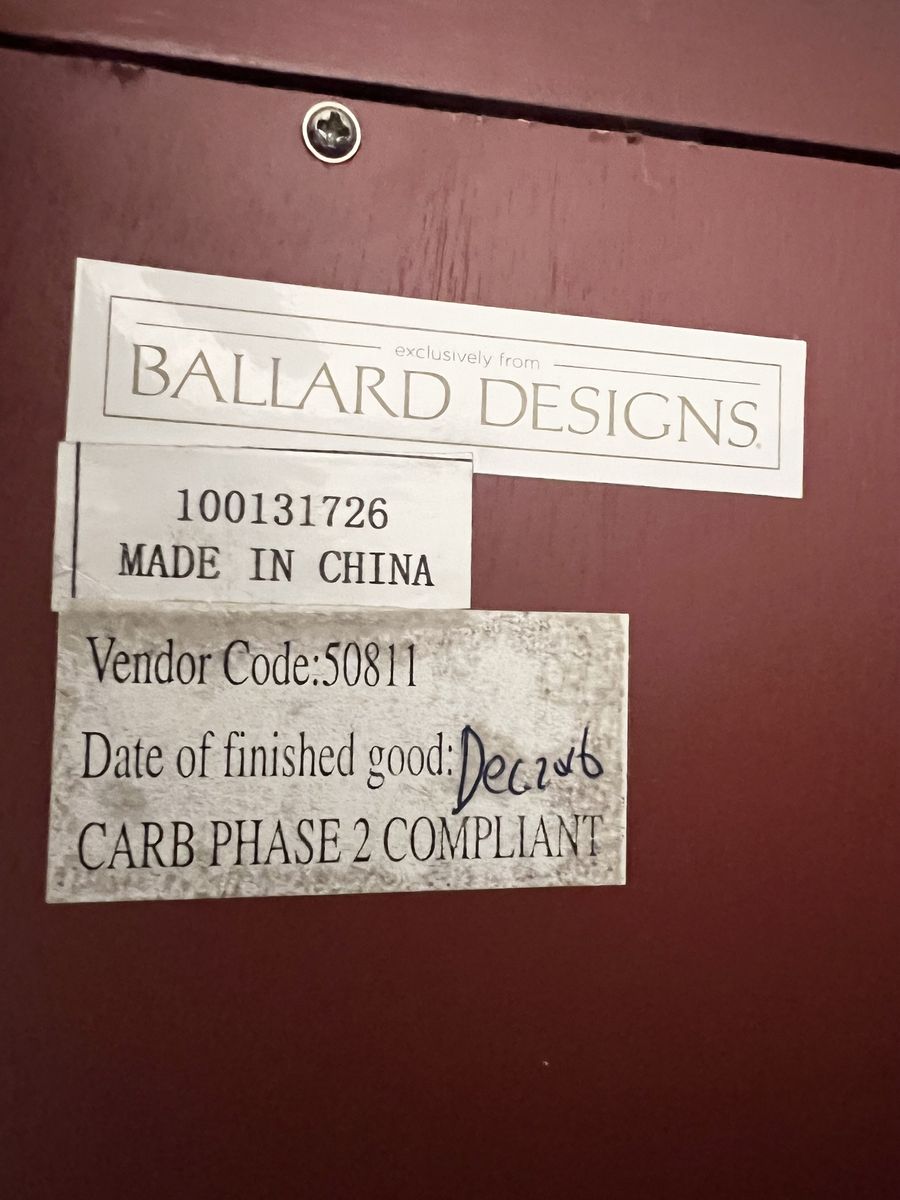 exclusively from
BALLARD DESIGNS®
100131726
MADE IN CHINA
Vendor Code:50811
Date of finished good:Dec
CARB PHASE 2 COMPLIANT